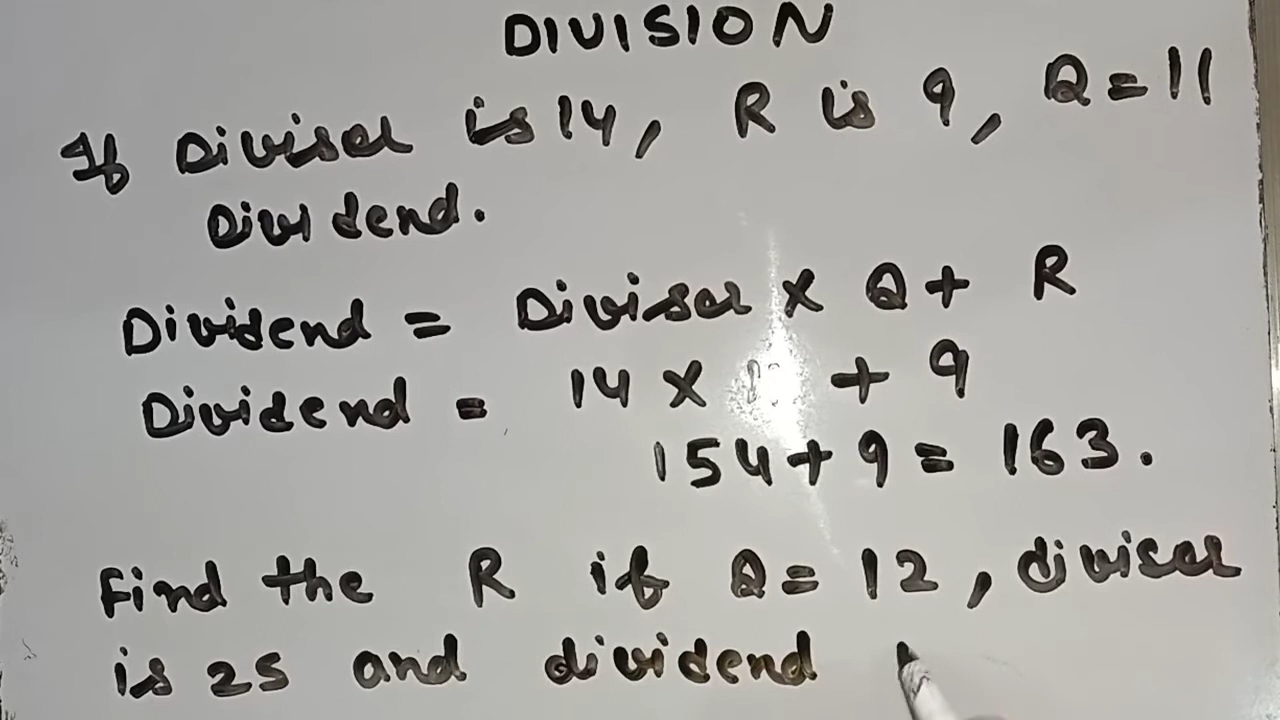 DIVISION
If Divisor is 14, R is 9, Q = 11
Dividend.
Dividend = Divisor × Q + R
Dividend = 14 × + 9
154 + 9 = 163.
Find the R if Q = 12, divisor
is 25 and dividend